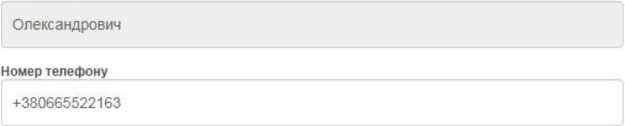 Олександрович
Номер телефону
+380665522163